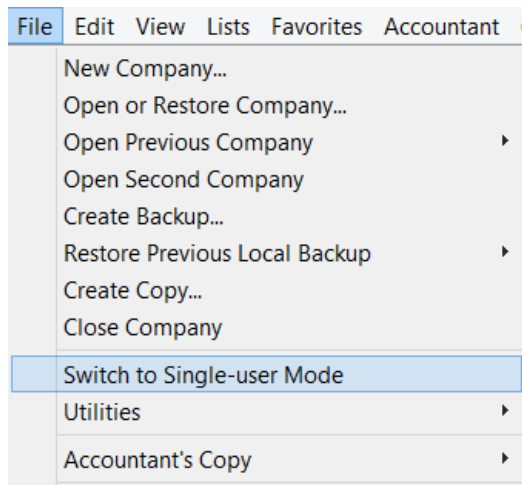 File Edit View Lists Favorites Accountant
New Company...
Open or Restore Company...
Open Previous Company
Open Second Company
Create Backup...
Restore Previous Local Backup
Create Copy...
Close Company
Switch to Single-user Mode
Utilities
Accountant's Copy